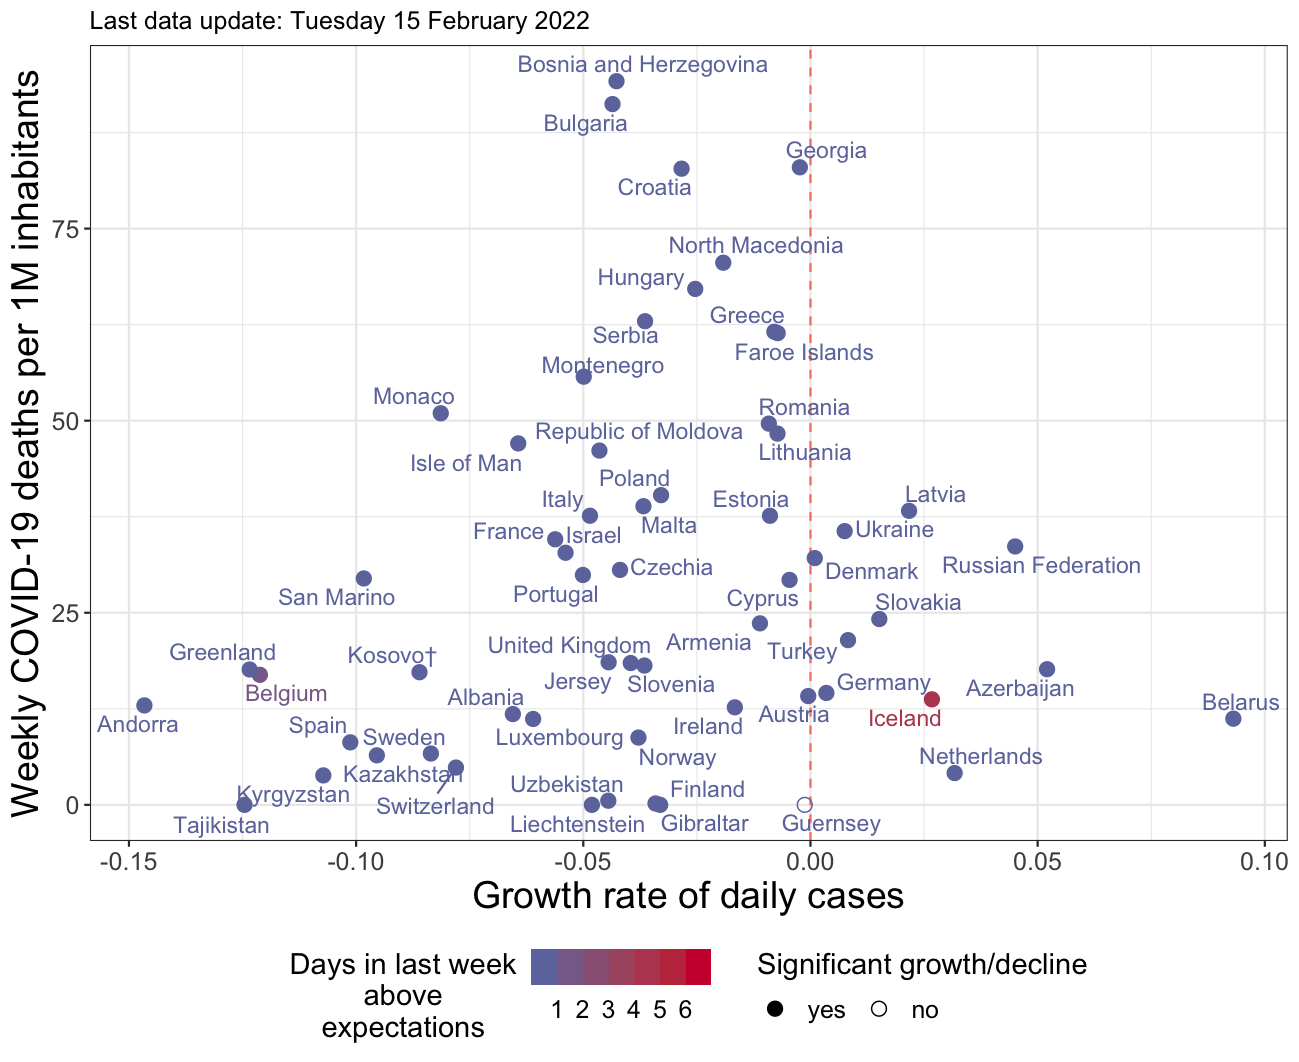 Last data update: Tuesday 15 February 2022
Weekly COVID-19 deaths per 1M inhabitants
Bosnia and Herzegovina
Bulgaria
Georgia
Croatia
75
North Macedonia
Hungary
Greece
Serbia
Faroe Islands
Montenegro
Monaco
Romania
50
Republic of Moldova
Lithuania
Isle of Man
Poland
Latvia
Italy
Estonia
Malta
Ukraine
France
Israel
Russian Federation
Czechia
Denmark
Portugal
San Marino
Cyprus
Slovakia
25
Armenia
United Kingdom
Turkey
Greenland
Kosovo†
Jersey
Slovenia
Germany
Azerbaijan
Belgium
Albania
Belarus
Austria
Iceland
Andorra
Spain
Ireland
Sweden
Luxembourg
Norway
Netherlands
Kazakhstan
Uzbekistan
Finland
Kyrgyzstan
Switzerland
0
Tajikistan
Liechtenstein
Gibraltar
Guernsey
-0.15 -0.10 -0.05 0.00 0.05 0.10
Growth rate of daily cases
Days in last week
above
expectations
1 2 3 4 5 6
Significant growth/decline
yes no